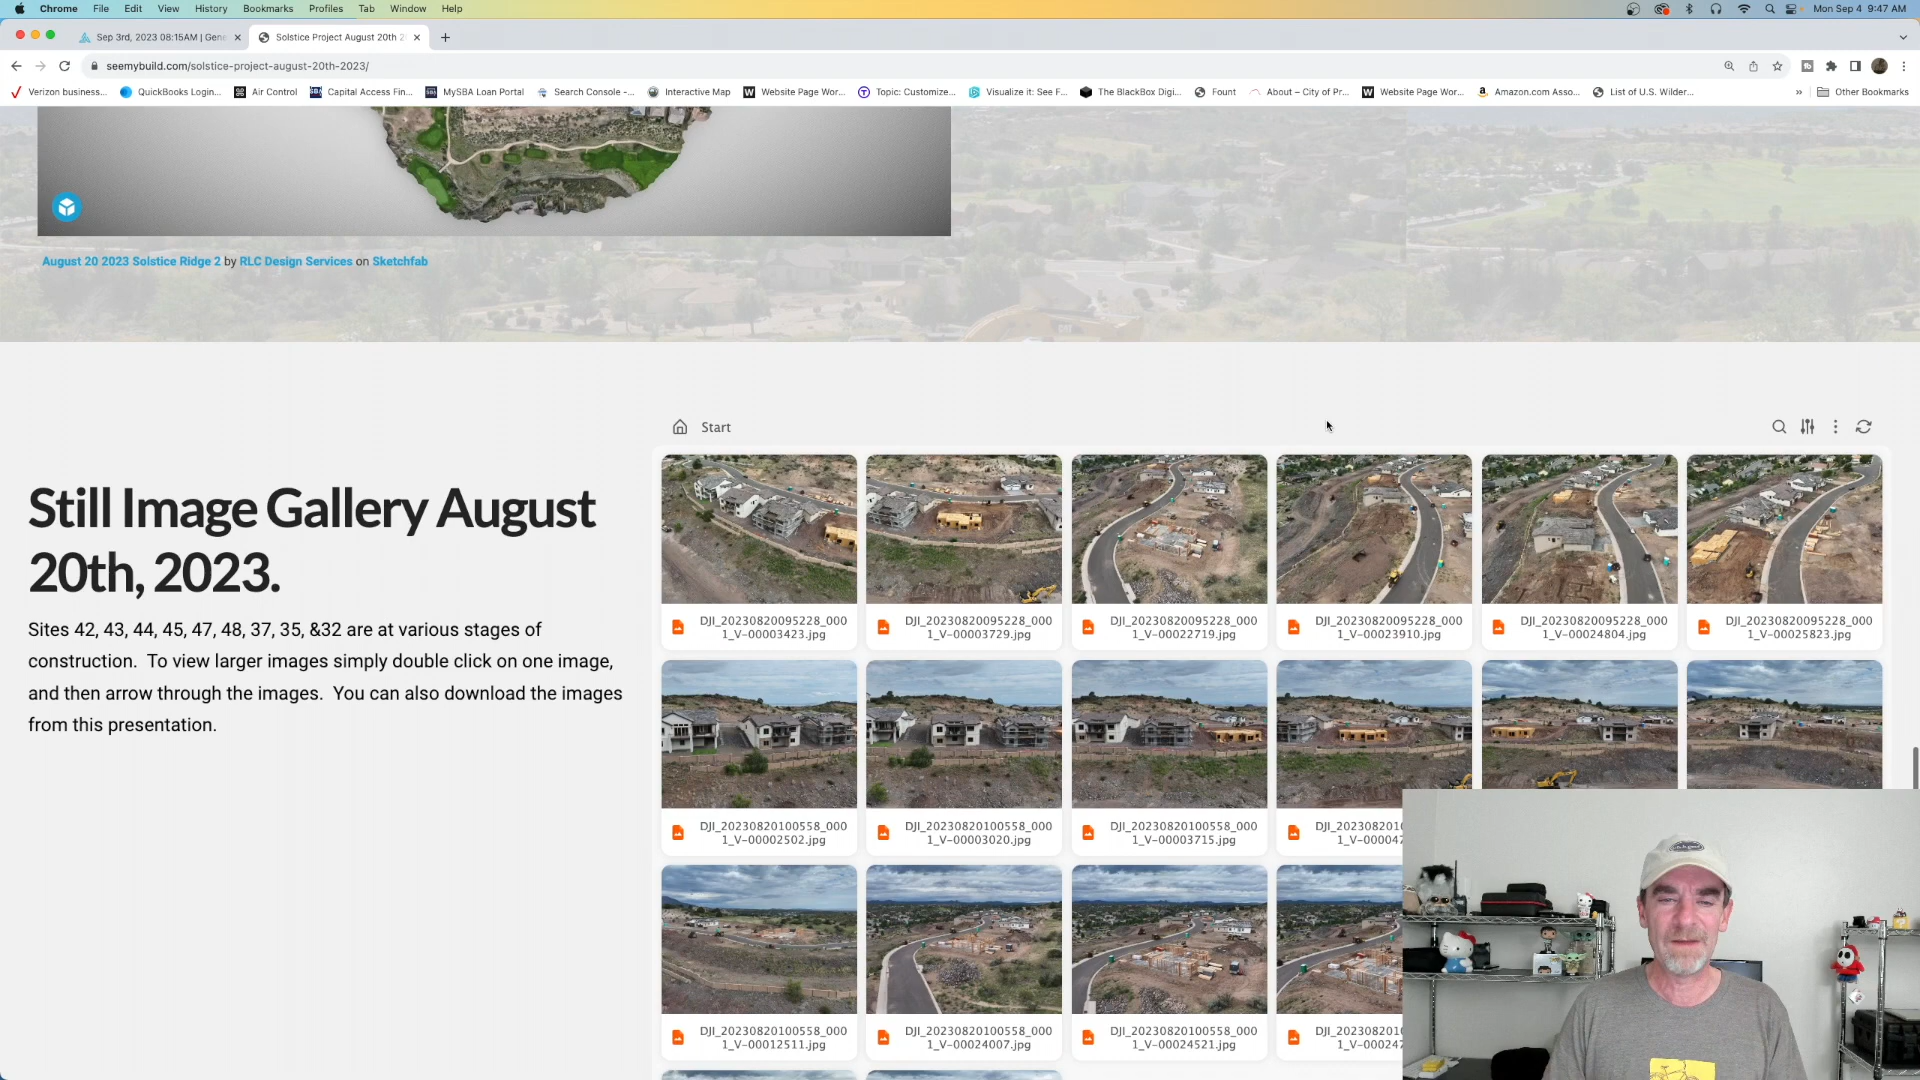 Chrome File Edit View History Bookmarks Profiles Tab Window Help Mon Sep 4 9:47 AM
Sep 3rd, 2023 08:15AM | Gene
Solstice Project August 20th 2
seemybuild.com/solstice-project-august-20th-2023/
Verizon business... QuickBooks Login... Air Control Capital Access Fin... MySBA Loan Portal Search Console -... Interactive Map Website Page Wor... Topic: Customize... Visualize it: See F... The BlackBox Digi... Fount About – City of Pr... Website Page Wor... Amazon.com Asso... List of U.S. Wilder... » Other Bookmarks
August 20 2023 Solstice Ridge 2 by RLC Design Services on Sketchfab
Start
Still Image Gallery August
20th, 2023.
Sites 42, 43, 44, 45, 47, 48, 37, 35, &32 are at various stages of
construction. To view larger images simply double click on one image,
and then arrow through the images. You can also download the images
from this presentation.
DJI_20230820095228_000
1_V-00003423.jpg
DJI_20230820095228_000
1_V-00003729.jpg
DJI_20230820095228_000
1_V-00022719.jpg
DJI_20230820095228_000
1_V-00023910.jpg
DJI_20230820095228_000
1_V-00024804.jpg
DJI_20230820095228_000
1_V-00025823.jpg
DJI_20230820100558_000
1_V-00002502.jpg
DJI_20230820100558_000
1_V-00003020.jpg
DJI_20230820100558_000
1_V-00003715.jpg
DJI_2023082010
1_V-000042
DJI_20230820100558_000
1_V-00012511.jpg
DJI_20230820100558_000
1_V-00024007.jpg
DJI_20230820100558_000
1_V-00024521.jpg
DJI_2023082010
1_V-000247